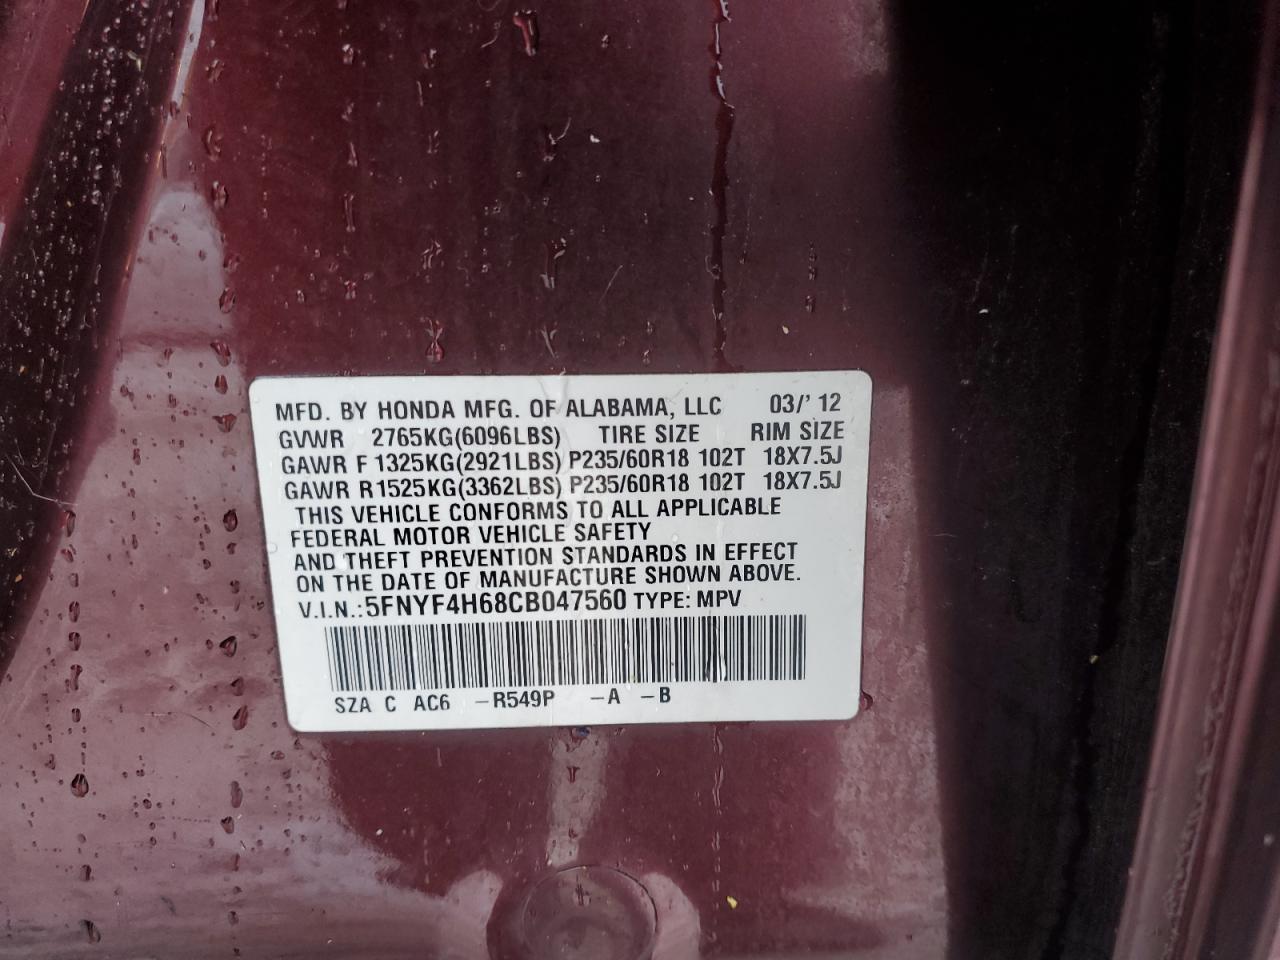 MFD. BY HONDA MFG. OF ALABAMA, LLC 03/'12
GVWR 2765KG(6096LBS) TIRE SIZE RIM SIZE
GAWR F 1325KG(2921LBS) P235/60R18 102T 18X7.5J
GAWR R 1525KG(3362LBS) P235/60R18 102T 18X7.5J
THIS VEHICLE CONFORMS TO ALL APPLICABLE
FEDERAL MOTOR VEHICLE SAFETY
AND THEFT PREVENTION STANDARDS IN EFFECT
ON THE DATE OF MANUFACTURE SHOWN ABOVE.
V.I.N.:5FNYF4H68CB047560 TYPE: MPV
SZA C AC6 -R549P -A -B